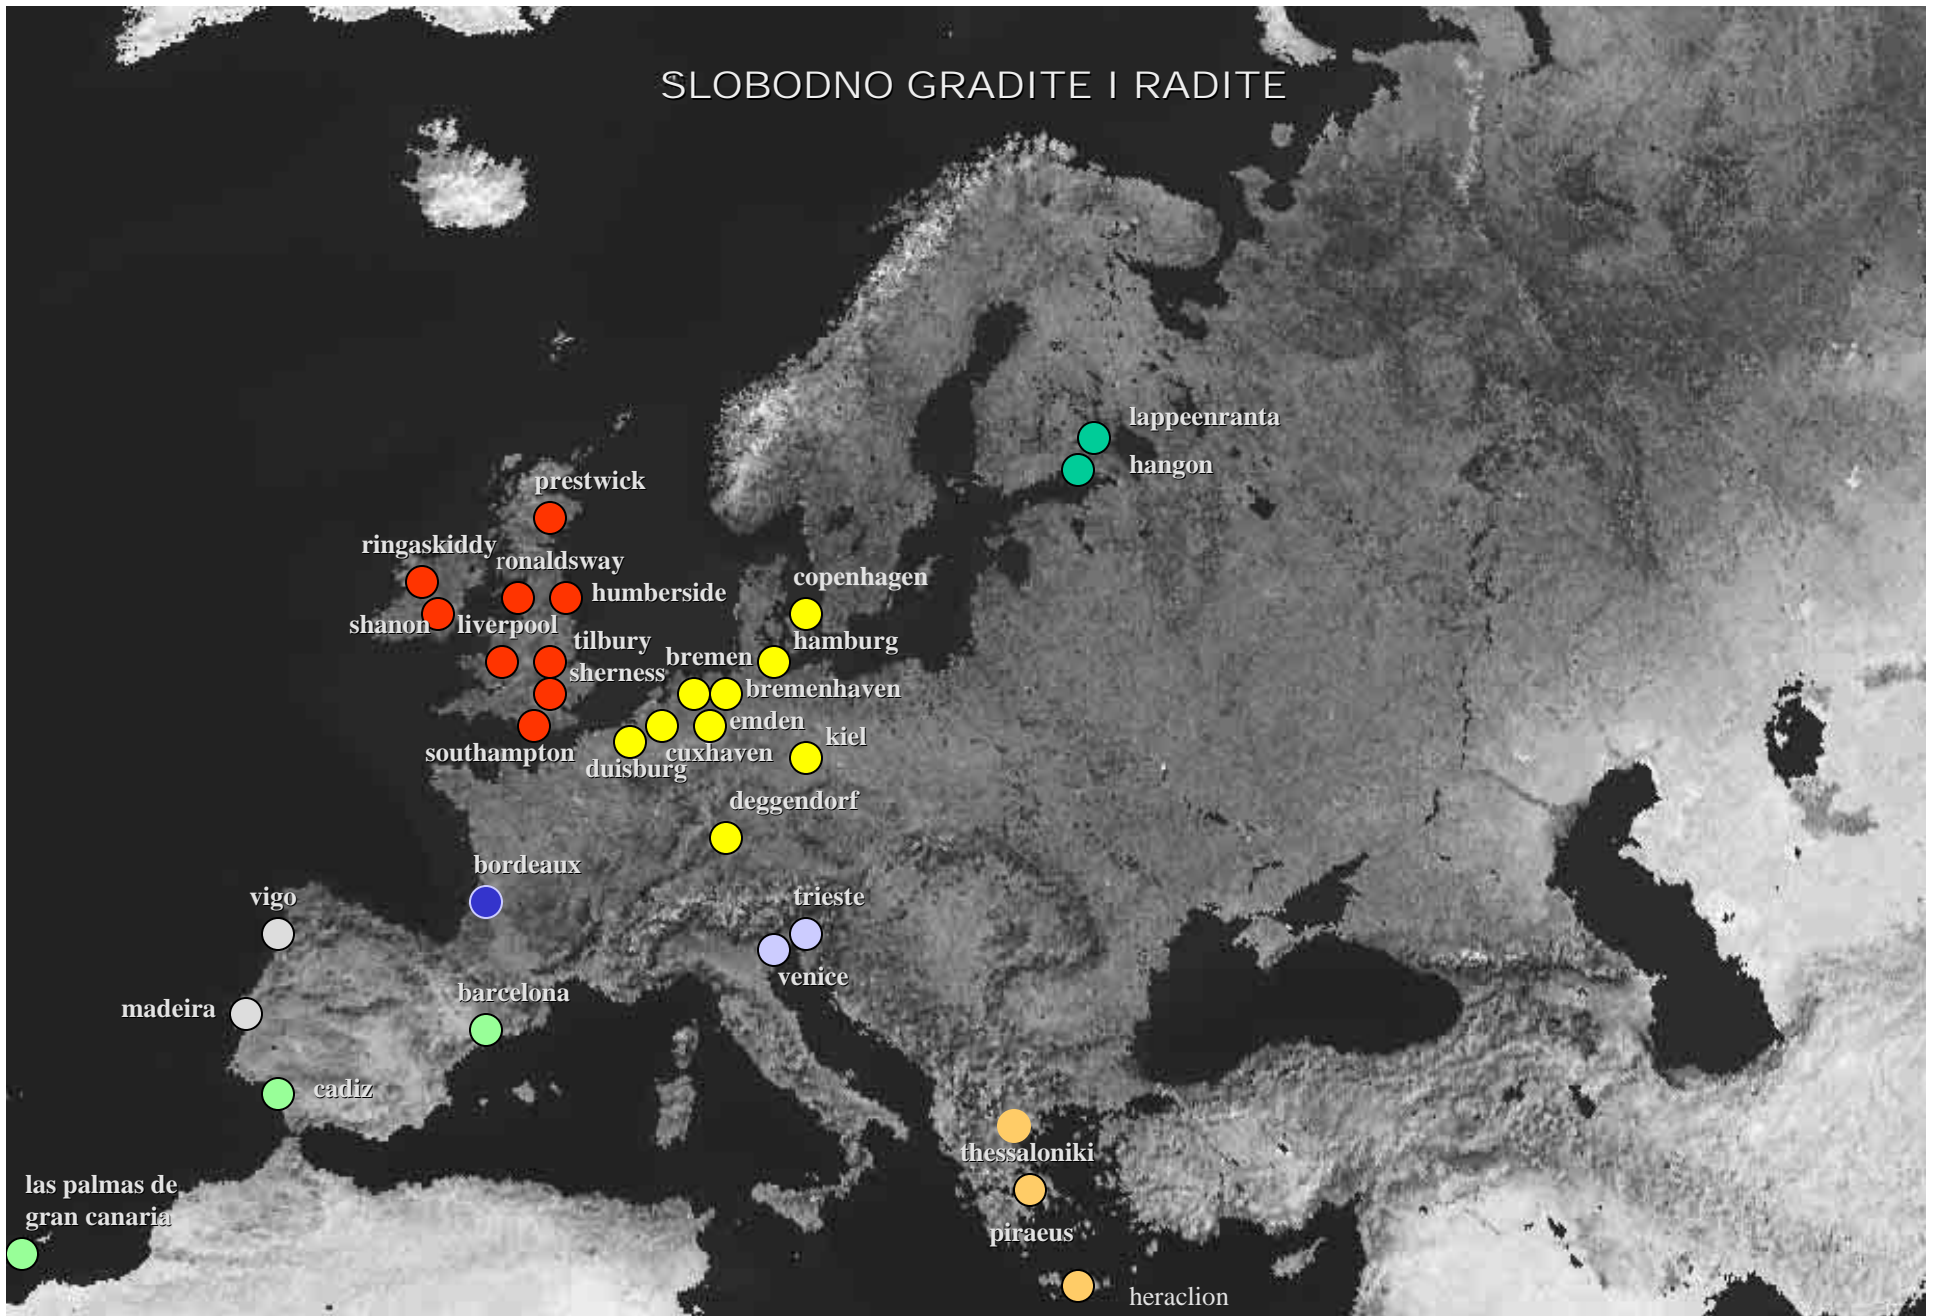 SLOBODNO GRADITE I RADITE
lappeenranta
hangon
prestwick
ringaskiddy
ronaldsway
humberside
copenhagen
shanon
liverpool
tilbury
hamburg
bremen
sherness
bremenhaven
emden
southampton
cuxhaven
kiel
duisburg
deggendorf
bordeaux
vigo
trieste
venice
barcelona
madeira
cadiz
thessaloniki
las palmas de
gran canaria
piraeus
heraclion